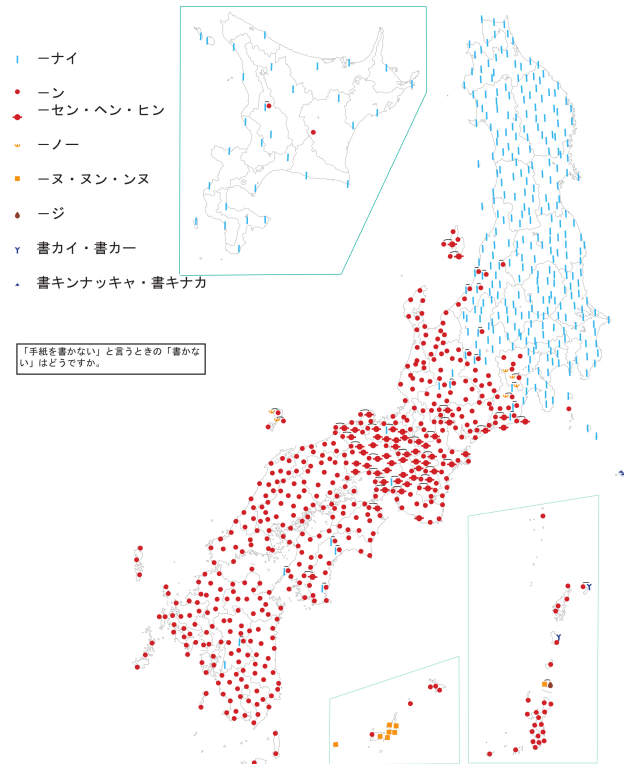 ーナイ
ーン
ーセン・ヘン・ヒン
ーノー
ーヌ・ヌン・ンヌ
ージ
書カイ・書カー
書キンナッキャ・書キナカ
「手紙を書かない」と言うときの「書かな
い」はどうですか。